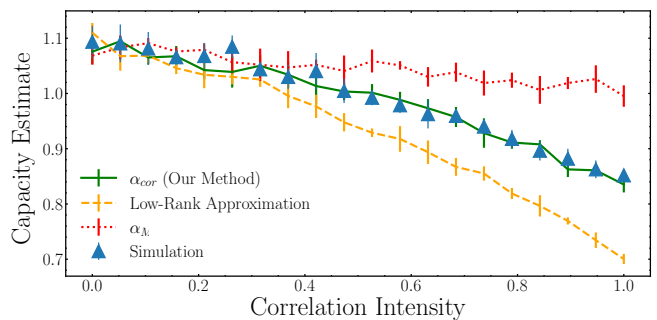 1.1
1.0
0.9
0.8
0.7
Capacity Estimate
α_cor (Our Method)
Low-Rank Approximation
α_M
Simulation
0.0 0.2 0.4 0.6 0.8 1.0
Correlation Intensity